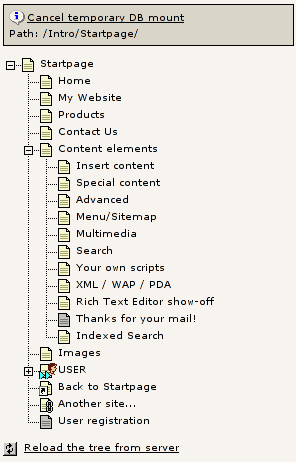 Cancel temporary DB mount
Path: /Intro/Startpage/
Startpage
Home
My Website
Products
Contact Us
Content elements
Insert content
Special content
Advanced
Menu/Sitemap
Multimedia
Search
Your own scripts
XML / WAP / PDA
Rich Text Editor show-off
Thanks for your mail!
Indexed Search
Images
USER
Back to Startpage
Another site...
User registration
Reload the tree from server